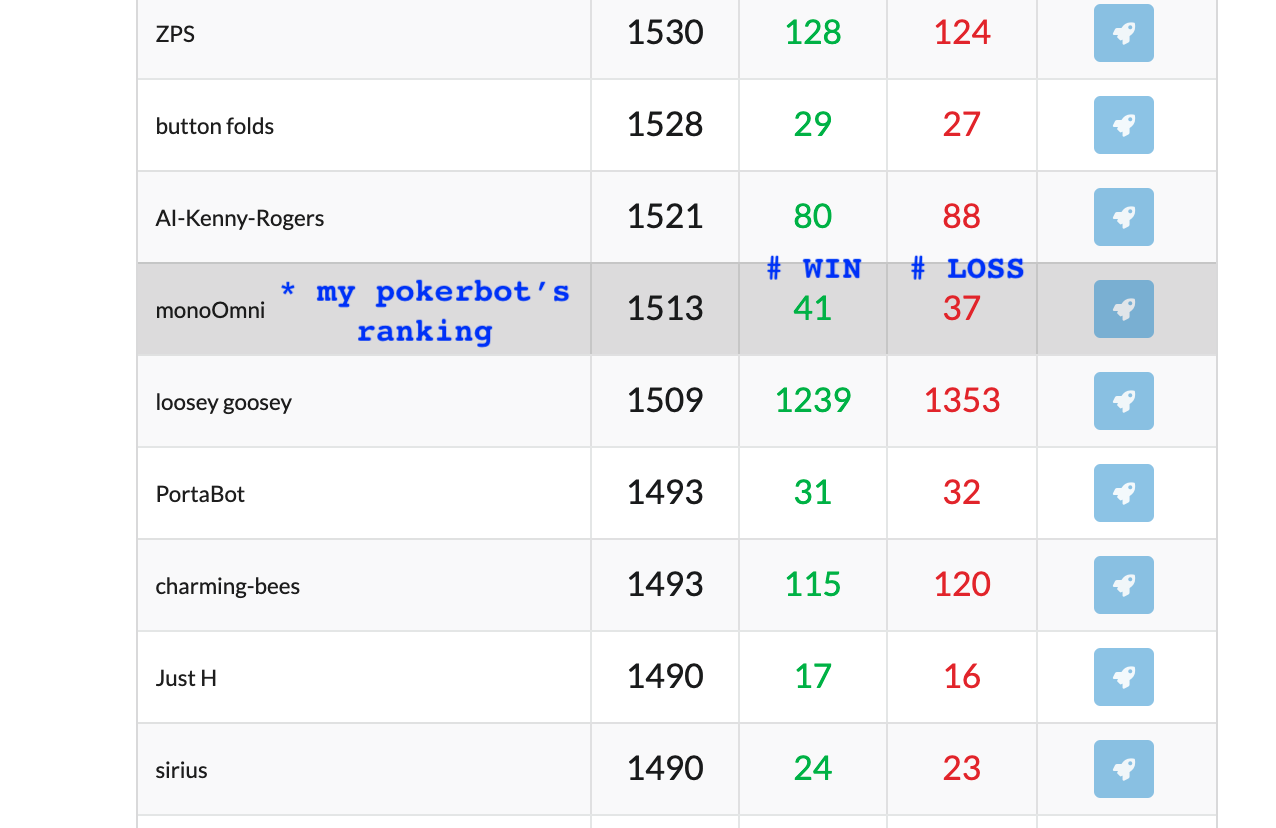 ZPS 1530 128 124
button folds 1528 29 27
AI-Kenny-Rogers 1521 80 88
# WIN # LOSS
* my pokerbot’s
monoOmni 1513 41 37
ranking
loosey goosey 1509 1239 1353
PortaBot 1493 31 32
charming-bees 1493 115 120
Just H 1490 17 16
sirius 1490 24 23